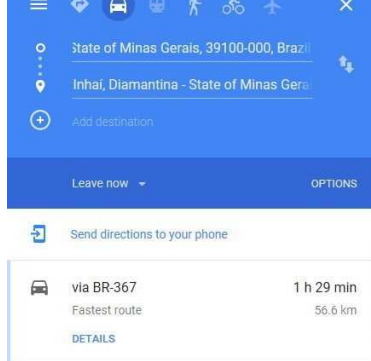 State of Minas Gerais, 39100-000, Brazil
Inhaí, Diamantina - State of Minas Gera
Add destination
Leave now
OPTIONS
Send directions to your phone
via BR-367 1 h 29 min
Fastest route 56.6 km
DETAILS